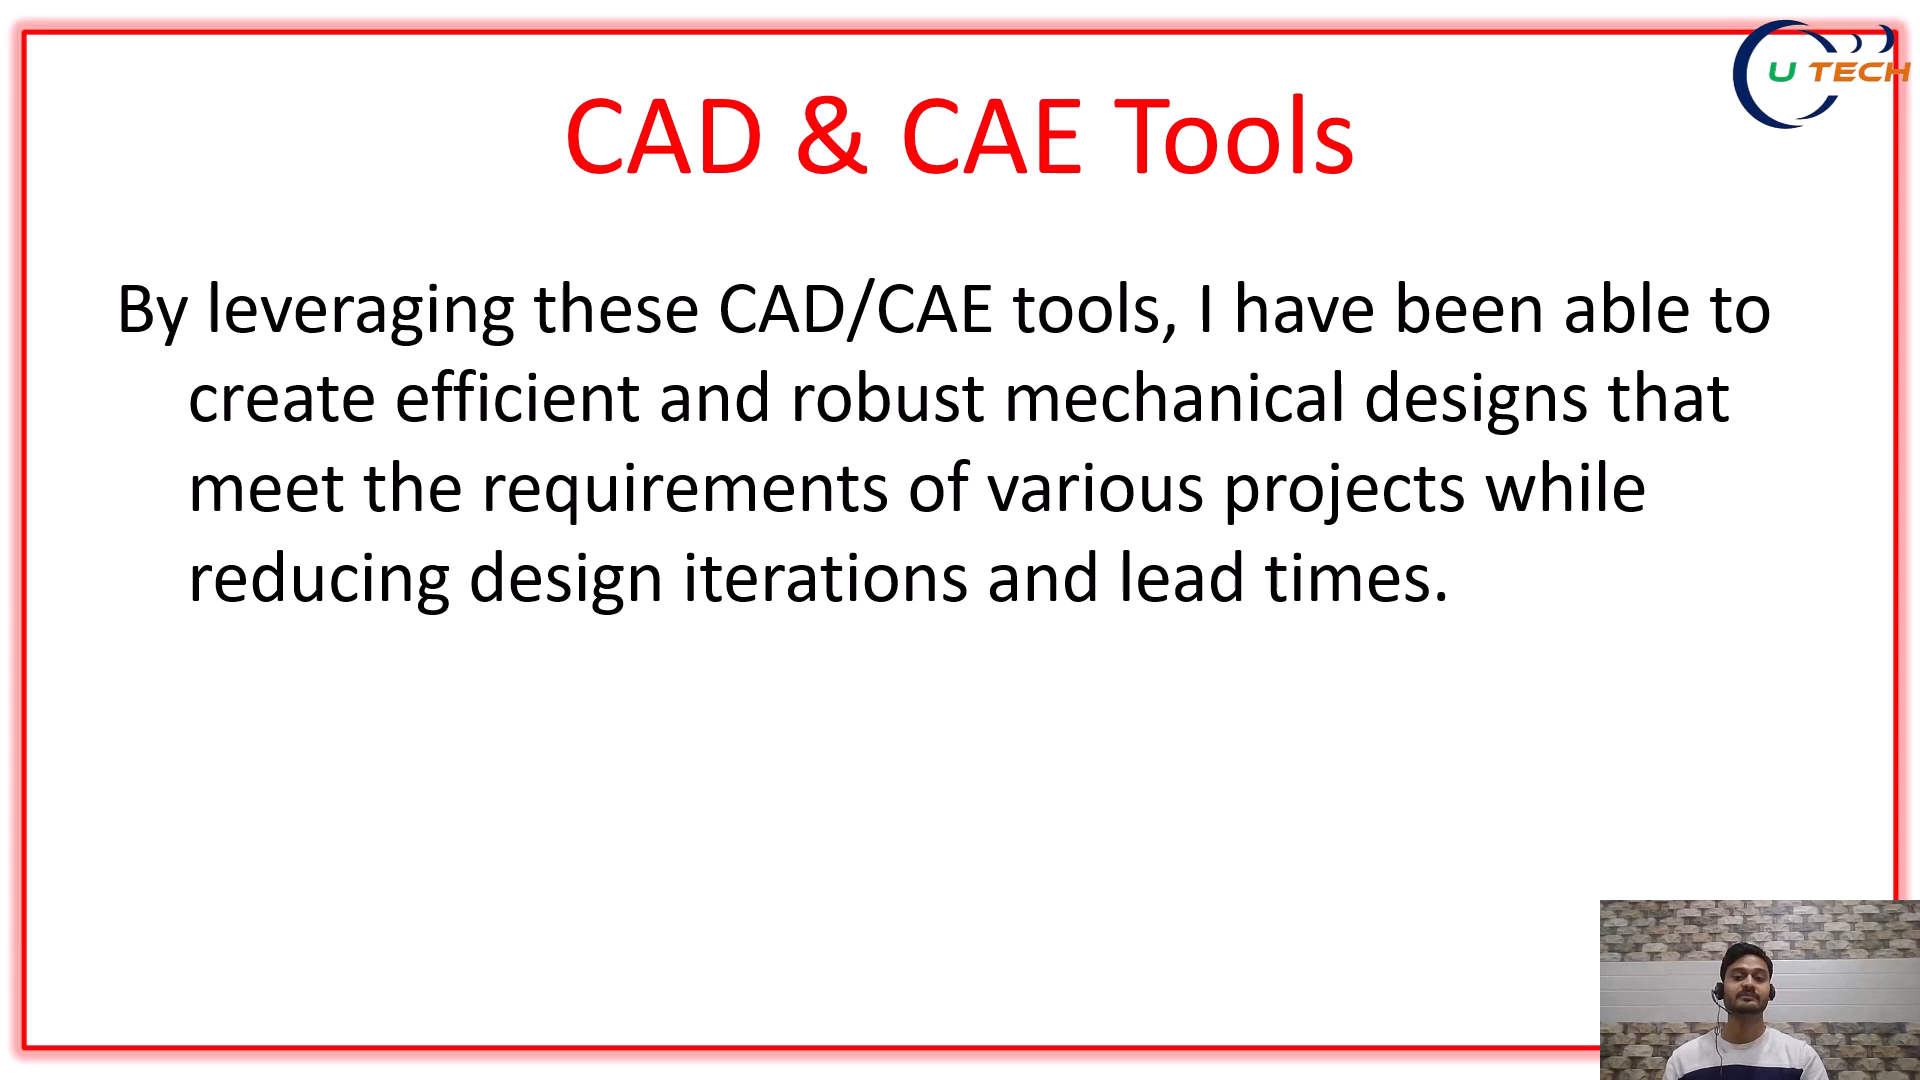 U TECH
CAD & CAE Tools
By leveraging these CAD/CAE tools, I have been able to
create efficient and robust mechanical designs that
meet the requirements of various projects while
reducing design iterations and lead times.